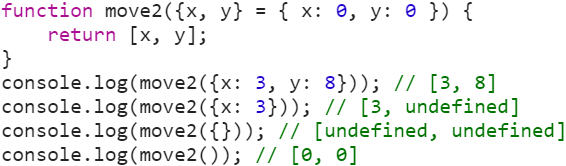 function move2({x, y} = { x: 0, y: 0 }) {
    return [x, y];
}
console.log(move2({x: 3, y: 8})); // [3, 8]
console.log(move2({x: 3})); // [3, undefined]
console.log(move2({})); // [undefined, undefined]
console.log(move2()); // [0, 0]